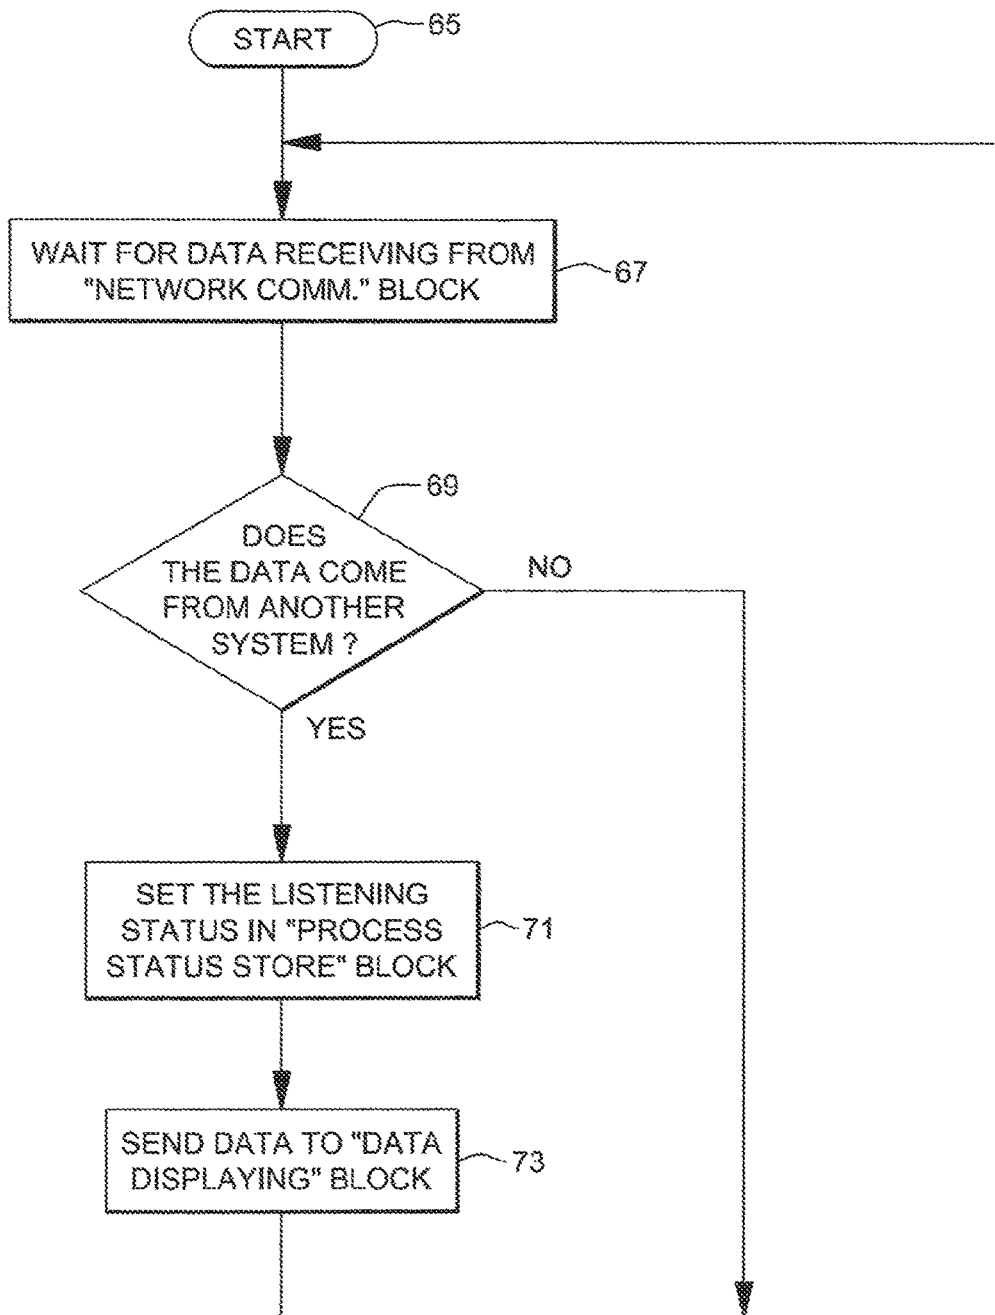 START
65
WAIT FOR DATA RECEIVING FROM
"NETWORK COMM." BLOCK
67
69
DOES
THE DATA COME
FROM ANOTHER
SYSTEM ?
NO
YES
SET THE LISTENING
STATUS IN "PROCESS
STATUS STORE" BLOCK
71
SEND DATA TO "DATA
DISPLAYING" BLOCK
73